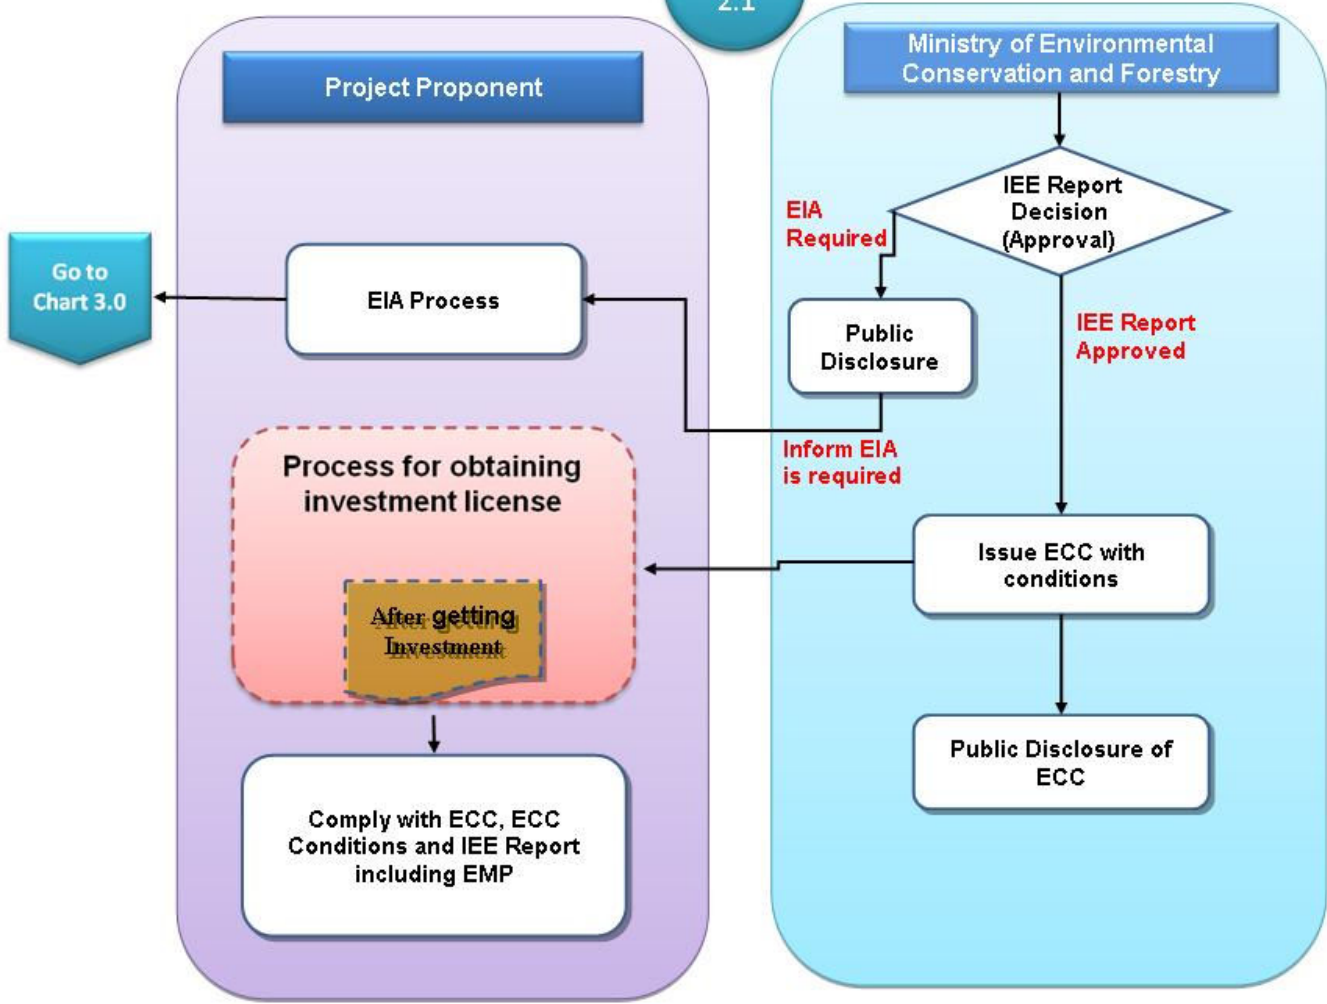 2.1
Project Proponent
Ministry of Environmental
Conservation and Forestry
IEE Report
Decision
(Approval)
EIA
Required
Go to
Chart 3.0
EIA Process
Public
Disclosure
IEE Report
Approved
Inform EIA
is required
Process for obtaining
investment license
After getting
Investment
Issue ECC with
conditions
Public Disclosure of
ECC
Comply with ECC, ECC
Conditions and IEE Report
including EMP